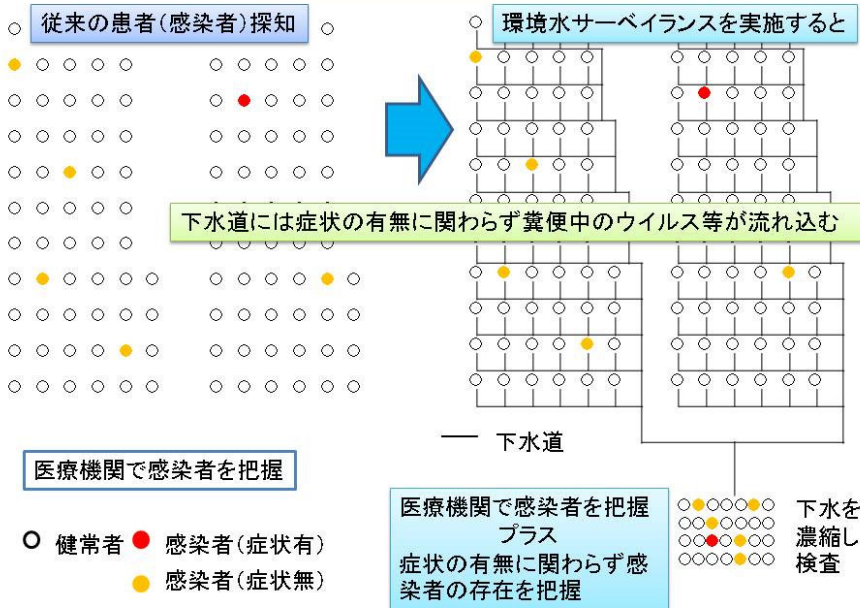 従来の患者(感染者)探知
環境水サーベイランスを実施すると
下水道には症状の有無に関わらず糞便中のウイルス等が流れ込む
下水道
医療機関で感染者を把握
健常者
感染者(症状有)
感染者(症状無)
医療機関で感染者を把握
プラス
症状の有無に関わらず感
染者の存在を把握
下水を
濃縮し
検査